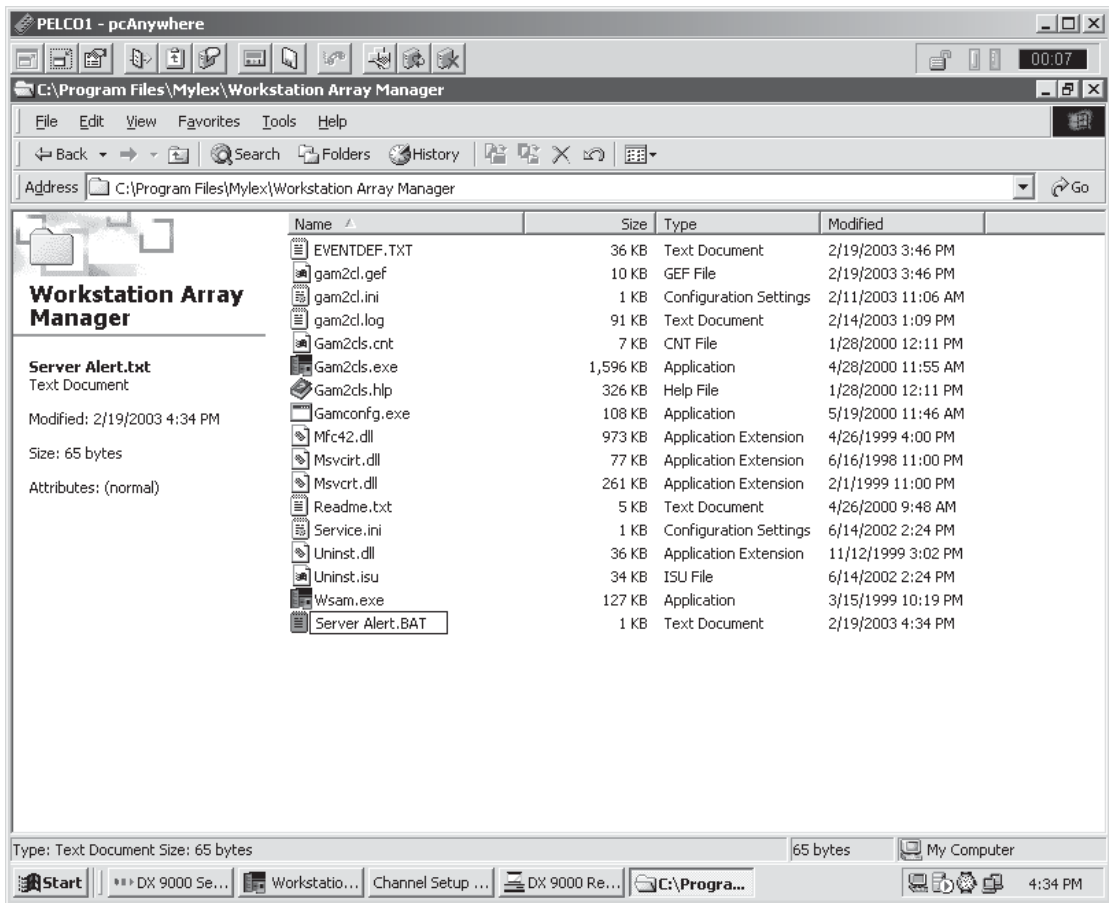 PELCO1 - pcAnywhere
00:07
C:\Program Files\Mylex\Workstation Array Manager
File Edit View Favorites Tools Help
Back Search Folders History
Address C:\Program Files\Mylex\Workstation Array Manager Go
Name Size Type Modified
EVENTDEF.TXT 36 KB Text Document 2/19/2003 3:46 PM
gam2cl.gef 10 KB GEF File 2/19/2003 3:46 PM
gam2cl.ini 1 KB Configuration Settings 2/11/2003 11:06 AM
gam2cl.log 91 KB Text Document 2/14/2003 1:09 PM
Gam2cls.cnt 7 KB CNT File 1/28/2000 12:11 PM
Gam2cls.exe 1,596 KB Application 4/28/2000 11:55 AM
Gam2cls.hlp 326 KB Help File 1/28/2000 12:11 PM
Gamconfg.exe 108 KB Application 5/19/2000 11:46 AM
Mfc42.dll 973 KB Application Extension 4/26/1999 4:00 PM
Msvcirt.dll 77 KB Application Extension 6/16/1998 11:00 PM
Msvcrt.dll 261 KB Application Extension 2/1/1999 11:00 PM
Readme.txt 5 KB Text Document 4/26/2000 9:48 AM
Service.ini 1 KB Configuration Settings 6/14/2002 2:24 PM
Uninst.dll 36 KB Application Extension 11/12/1999 3:02 PM
Uninst.isu 34 KB ISU File 6/14/2002 2:24 PM
Wsam.exe 127 KB Application 3/15/1999 10:19 PM
Server Alert.BAT 1 KB Text Document 2/19/2003 4:34 PM
Workstation Array
Manager
Server Alert.txt
Text Document
Modified: 2/19/2003 4:34 PM
Size: 65 bytes
Attributes: (normal)
Type: Text Document Size: 65 bytes 65 bytes My Computer
Start DX 9000 Se... Workstatio... Channel Setup ... DX 9000 Re... C:\Progra... 4:34 PM